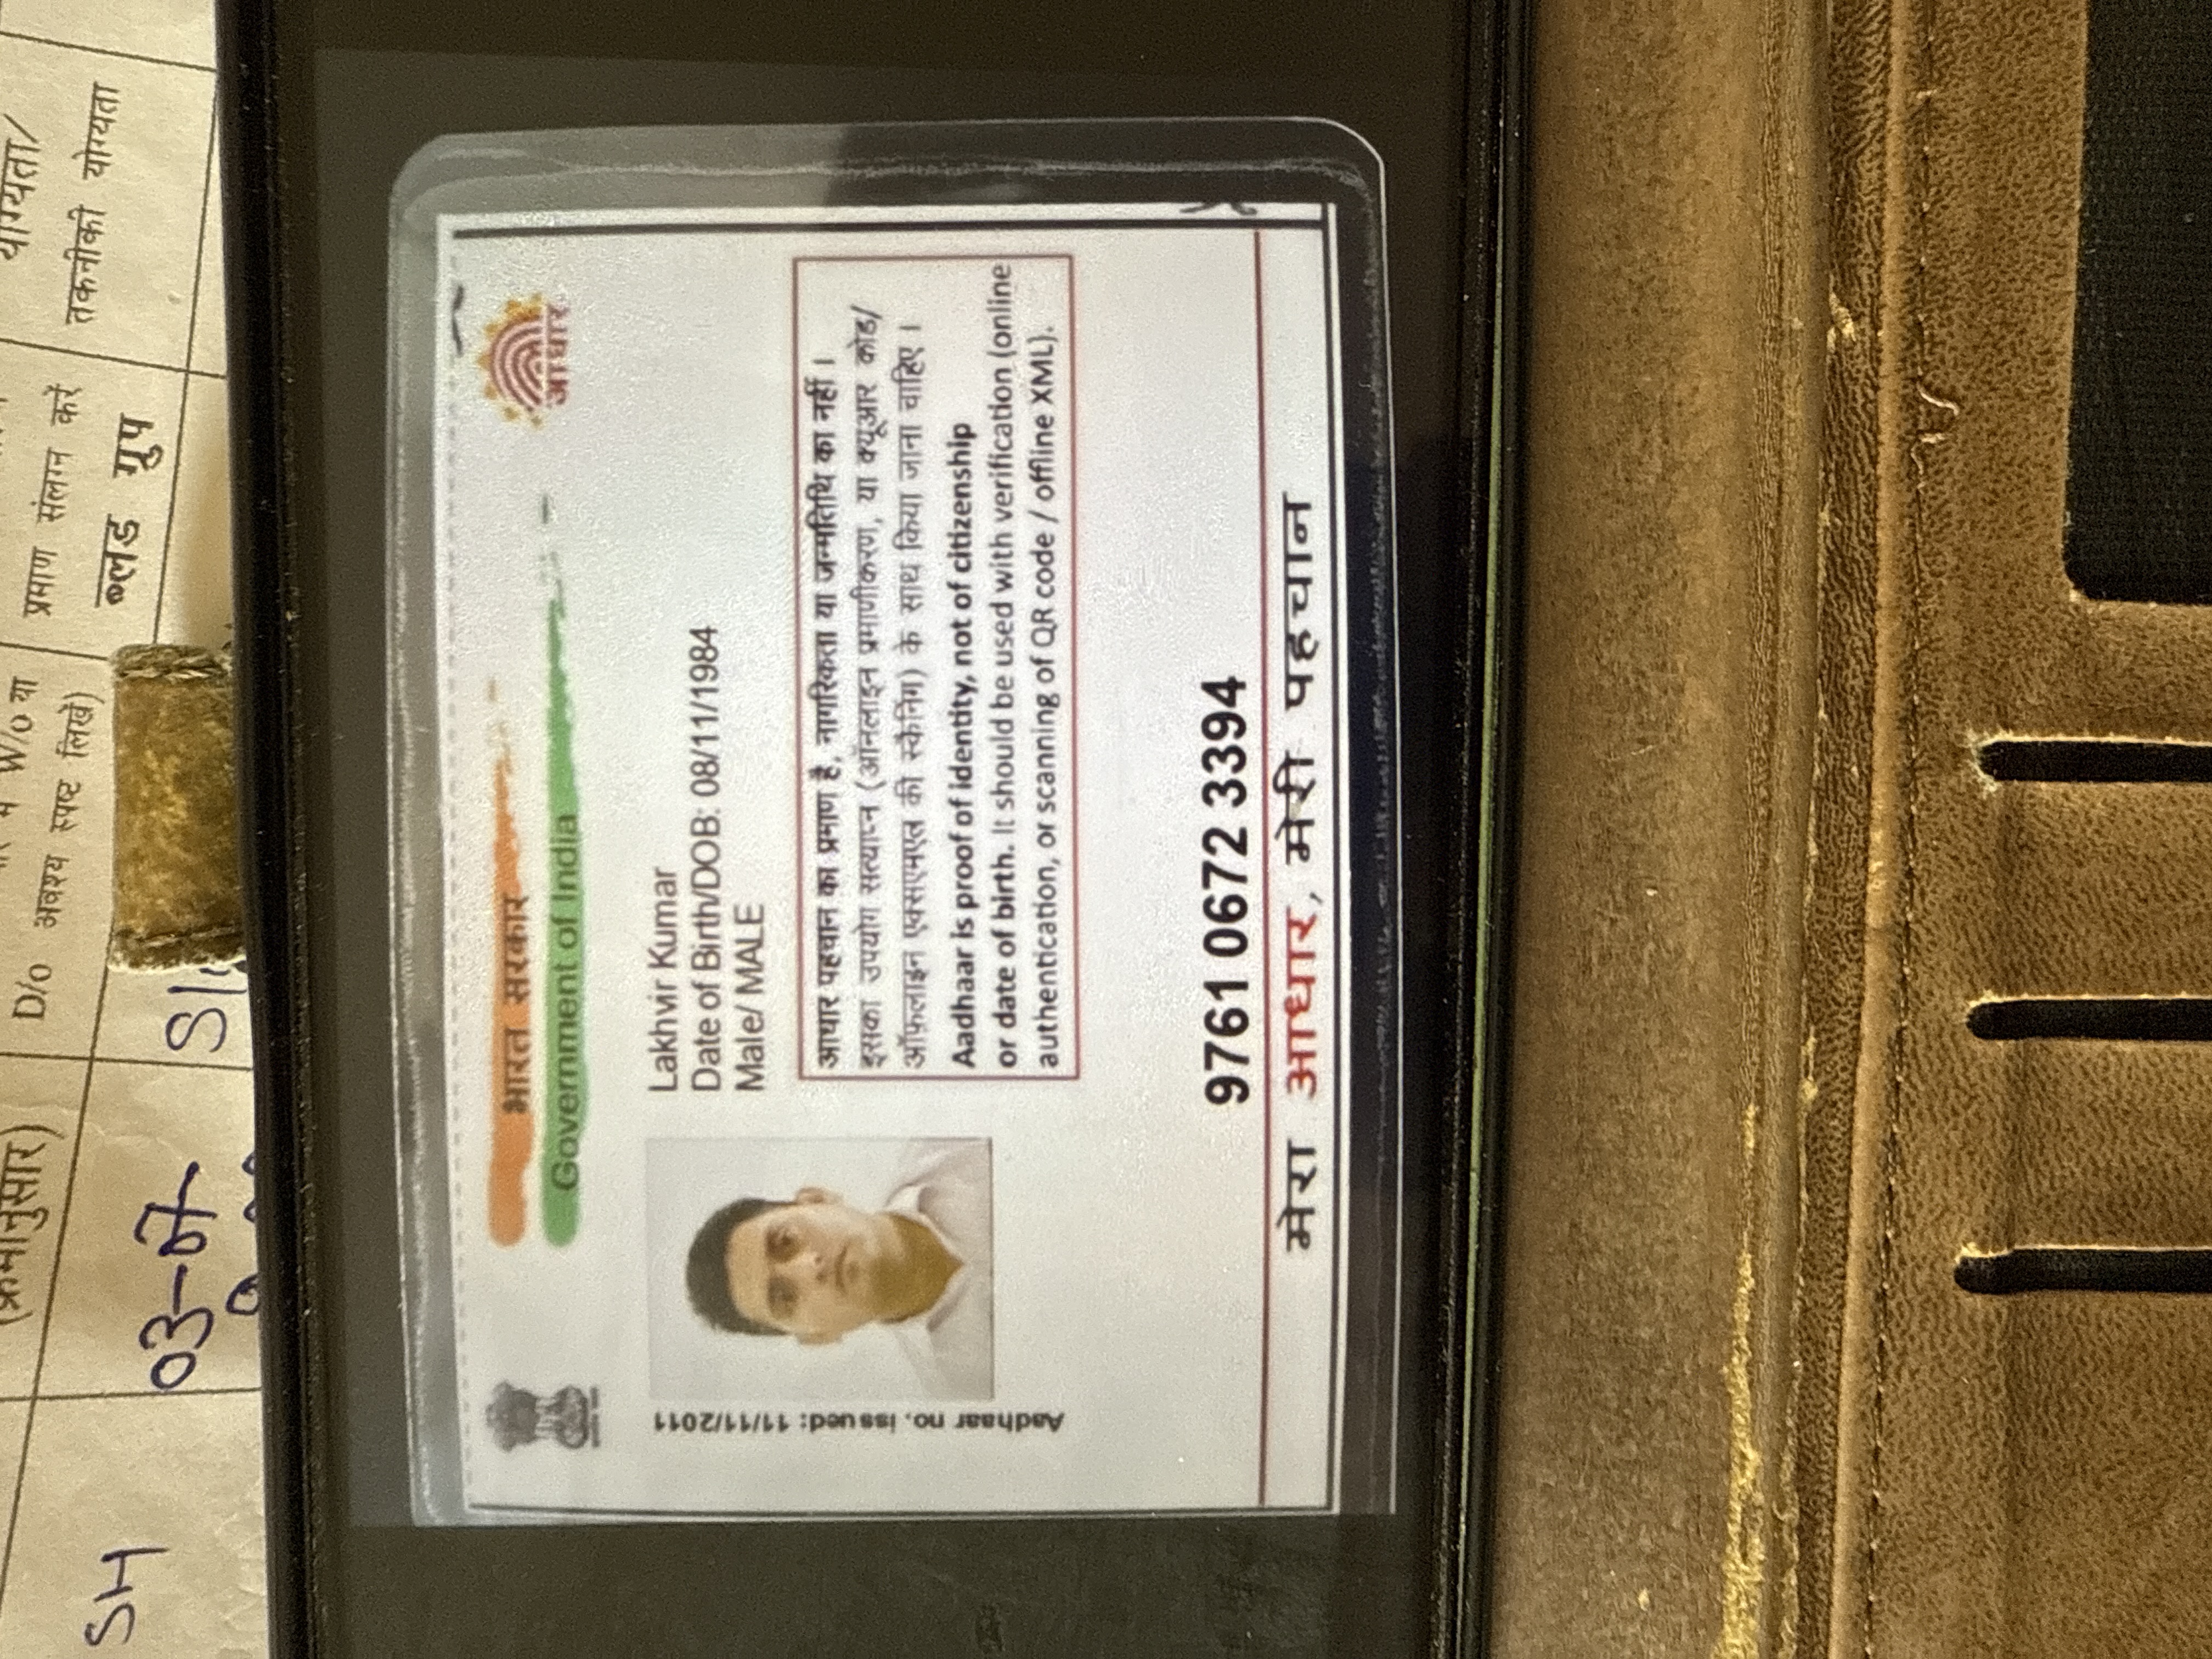 भारत सरकार
Government of India
आधार
Aadhaar no. issued: 11/11/2011
Lakhvir Kumar
Date of Birth/DOB: 08/11/1984
Male/ MALE
आधार पहचान का प्रमाण है, नागरिकता या जन्मतिथि का नहीं ।
इसका उपयोग सत्यापन (ऑनलाइन प्रमाणीकरण, या क्यूआर कोड/
ऑफ़लाइन एक्सएमएल की स्कैनिंग) के साथ किया जाना चाहिए ।
Aadhaar is proof of identity, not of citizenship
or date of birth. It should be used with verification (online
authentication, or scanning of QR code / offline XML).
9761 0672 3394
मेरा आधार, मेरी पहचान
(क्रमानुसार)
W/o या
D/o अवश्य स्पष्ट लिखें)
प्रमाण संलग्न करें
ब्लड ग्रुप
योग्यता/
तकनीकी योग्यता
SH
03-07